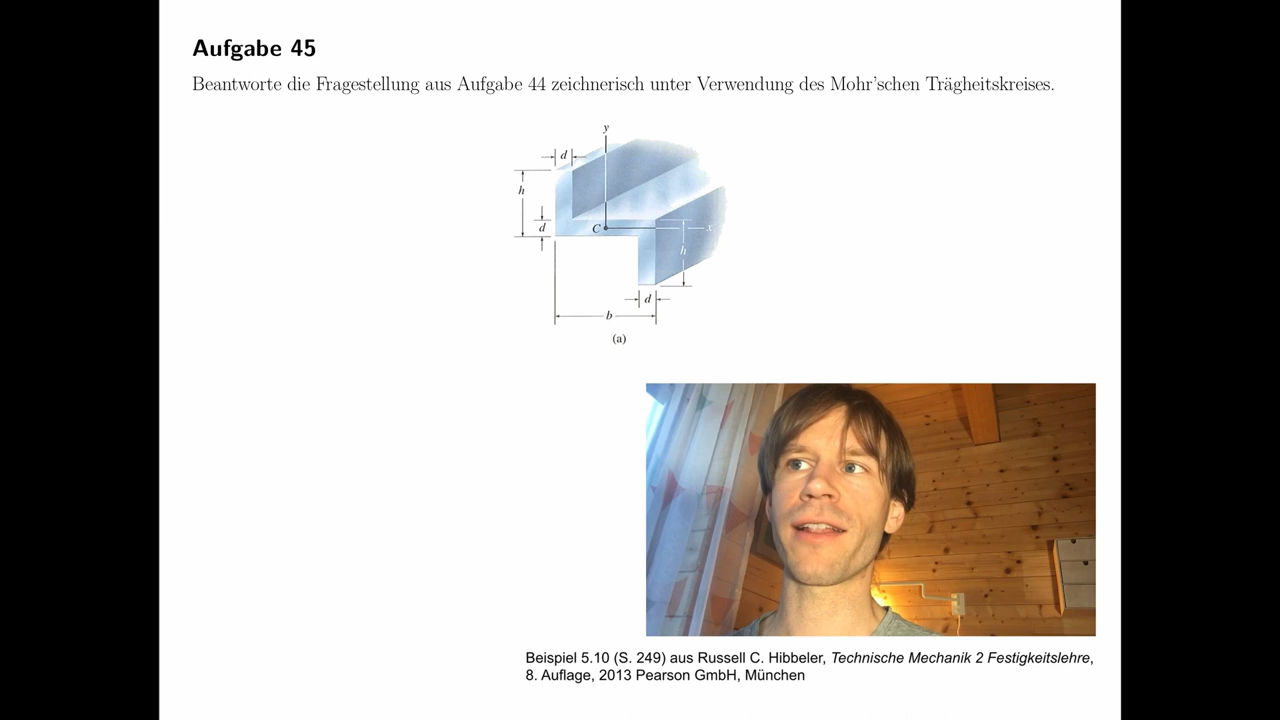 Aufgabe 45
Beantworte die Fragestellung aus Aufgabe 44 zeichnerisch unter Verwendung des Mohr'schen Trägheitskreises.
y
d
h
d
C
x
h
d
b
(a)
Beispiel 5.10 (S. 249) aus Russell C. Hibbeler, Technische Mechanik 2 Festigkeitslehre,
8. Auflage, 2013 Pearson GmbH, München